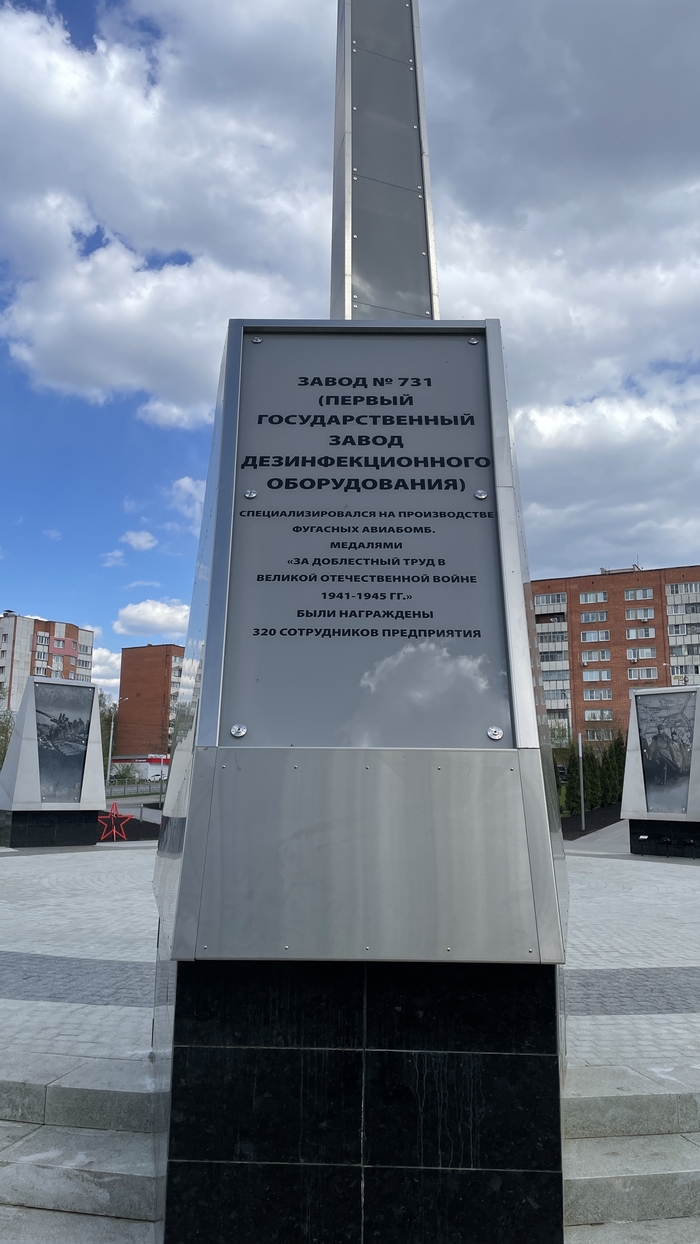 ЗАВОД № 731
(ПЕРВЫЙ
ГОСУДАРСТВЕННЫЙ
ЗАВОД
ДЕЗИНФЕКЦИОННОГО
ОБОРУДОВАНИЯ)
СПЕЦИАЛИЗИРОВАЛСЯ НА ПРОИЗВОДСТВЕ
ФУГАСНЫХ АВИАБОМБ.
МЕДАЛЯМИ
«ЗА ДОБЛЕСТНЫЙ ТРУД В
ВЕЛИКОЙ ОТЕЧЕСТВЕННОЙ ВОЙНЕ
1941-1945 ГГ.»
БЫЛИ НАГРАЖДЕНЫ
320 СОТРУДНИКОВ ПРЕДПРИЯТИЯ